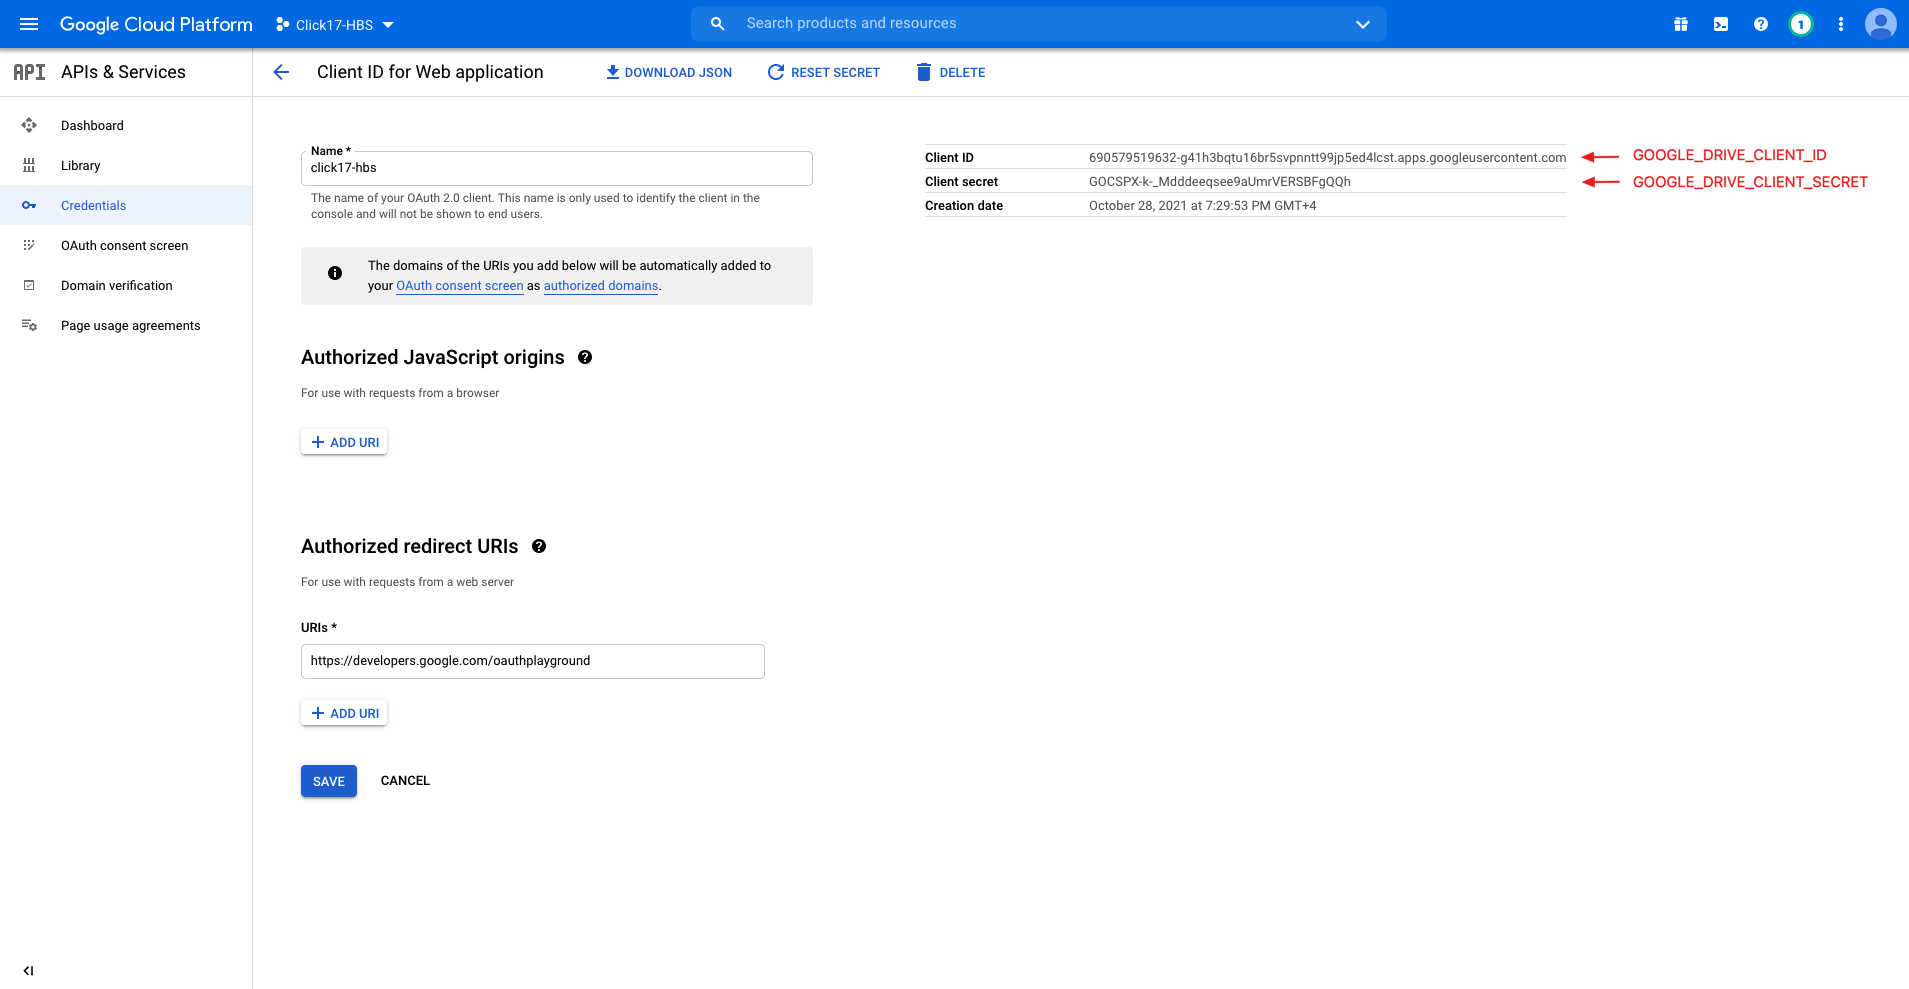 Google Cloud Platform
Click17-HBS
Search products and resources
1
API APIs & Services
Client ID for Web application
DOWNLOAD JSON
RESET SECRET
DELETE
Dashboard
Library
Credentials
OAuth consent screen
Domain verification
Page usage agreements
Name *
click17-hbs
The name of your OAuth 2.0 client. This name is only used to identify the client in the
console and will not be shown to end users.
The domains of the URIs you add below will be automatically added to
your OAuth consent screen as authorized domains.
Authorized JavaScript origins
For use with requests from a browser
ADD URI
Authorized redirect URIs
For use with requests from a web server
URIs *
https://developers.google.com/oauthplayground
ADD URI
SAVE
CANCEL
Client ID 690579519632-g41h3bqtu16br5svpnntt99jp5ed4lcst.apps.googleusercontent.com GOOGLE_DRIVE_CLIENT_ID
Client secret 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 GOOGLE_DRIVE_CLIENT_SECRET
Creation date October 28, 2021 at 7:29:53 PM GMT+4